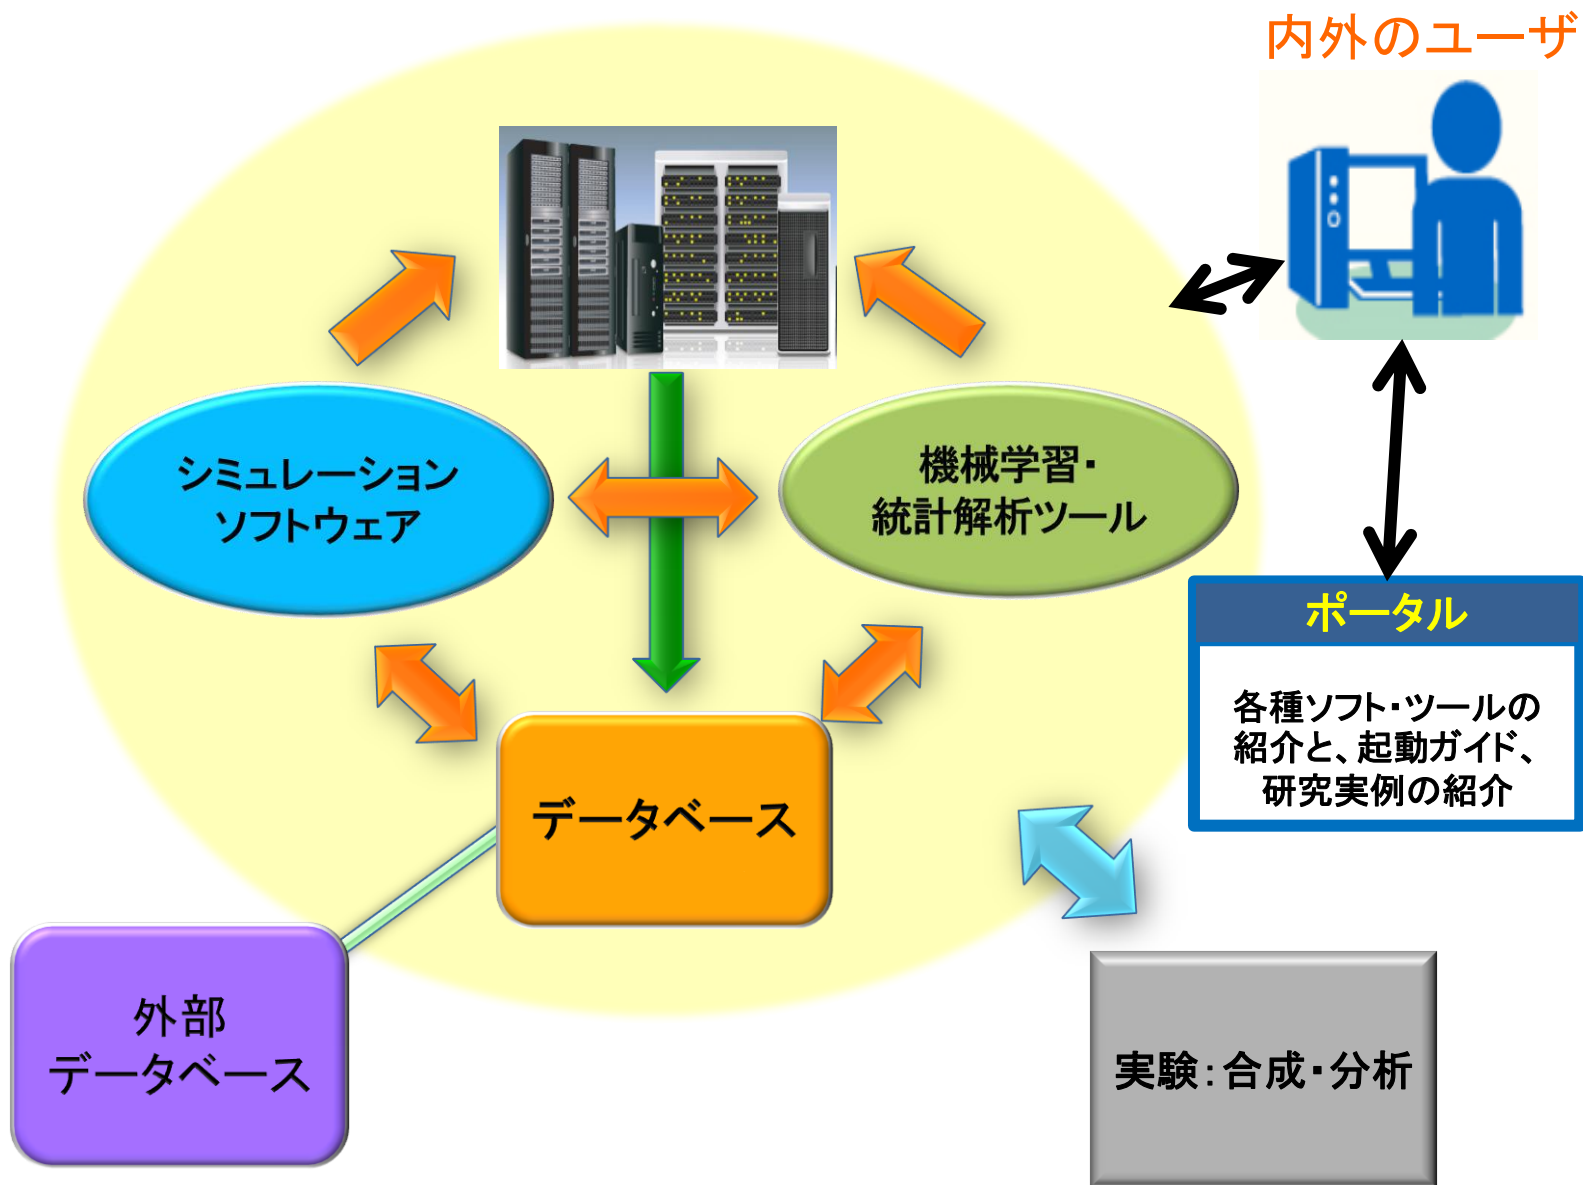 内外のユーザ
シミュレーション
ソフトウェア
機械学習・
統計解析ツール
ポータル
各種ソフト・ツールの
紹介と、起動ガイド、
研究実例の紹介
データベース
外部
データベース
実験：合成・分析